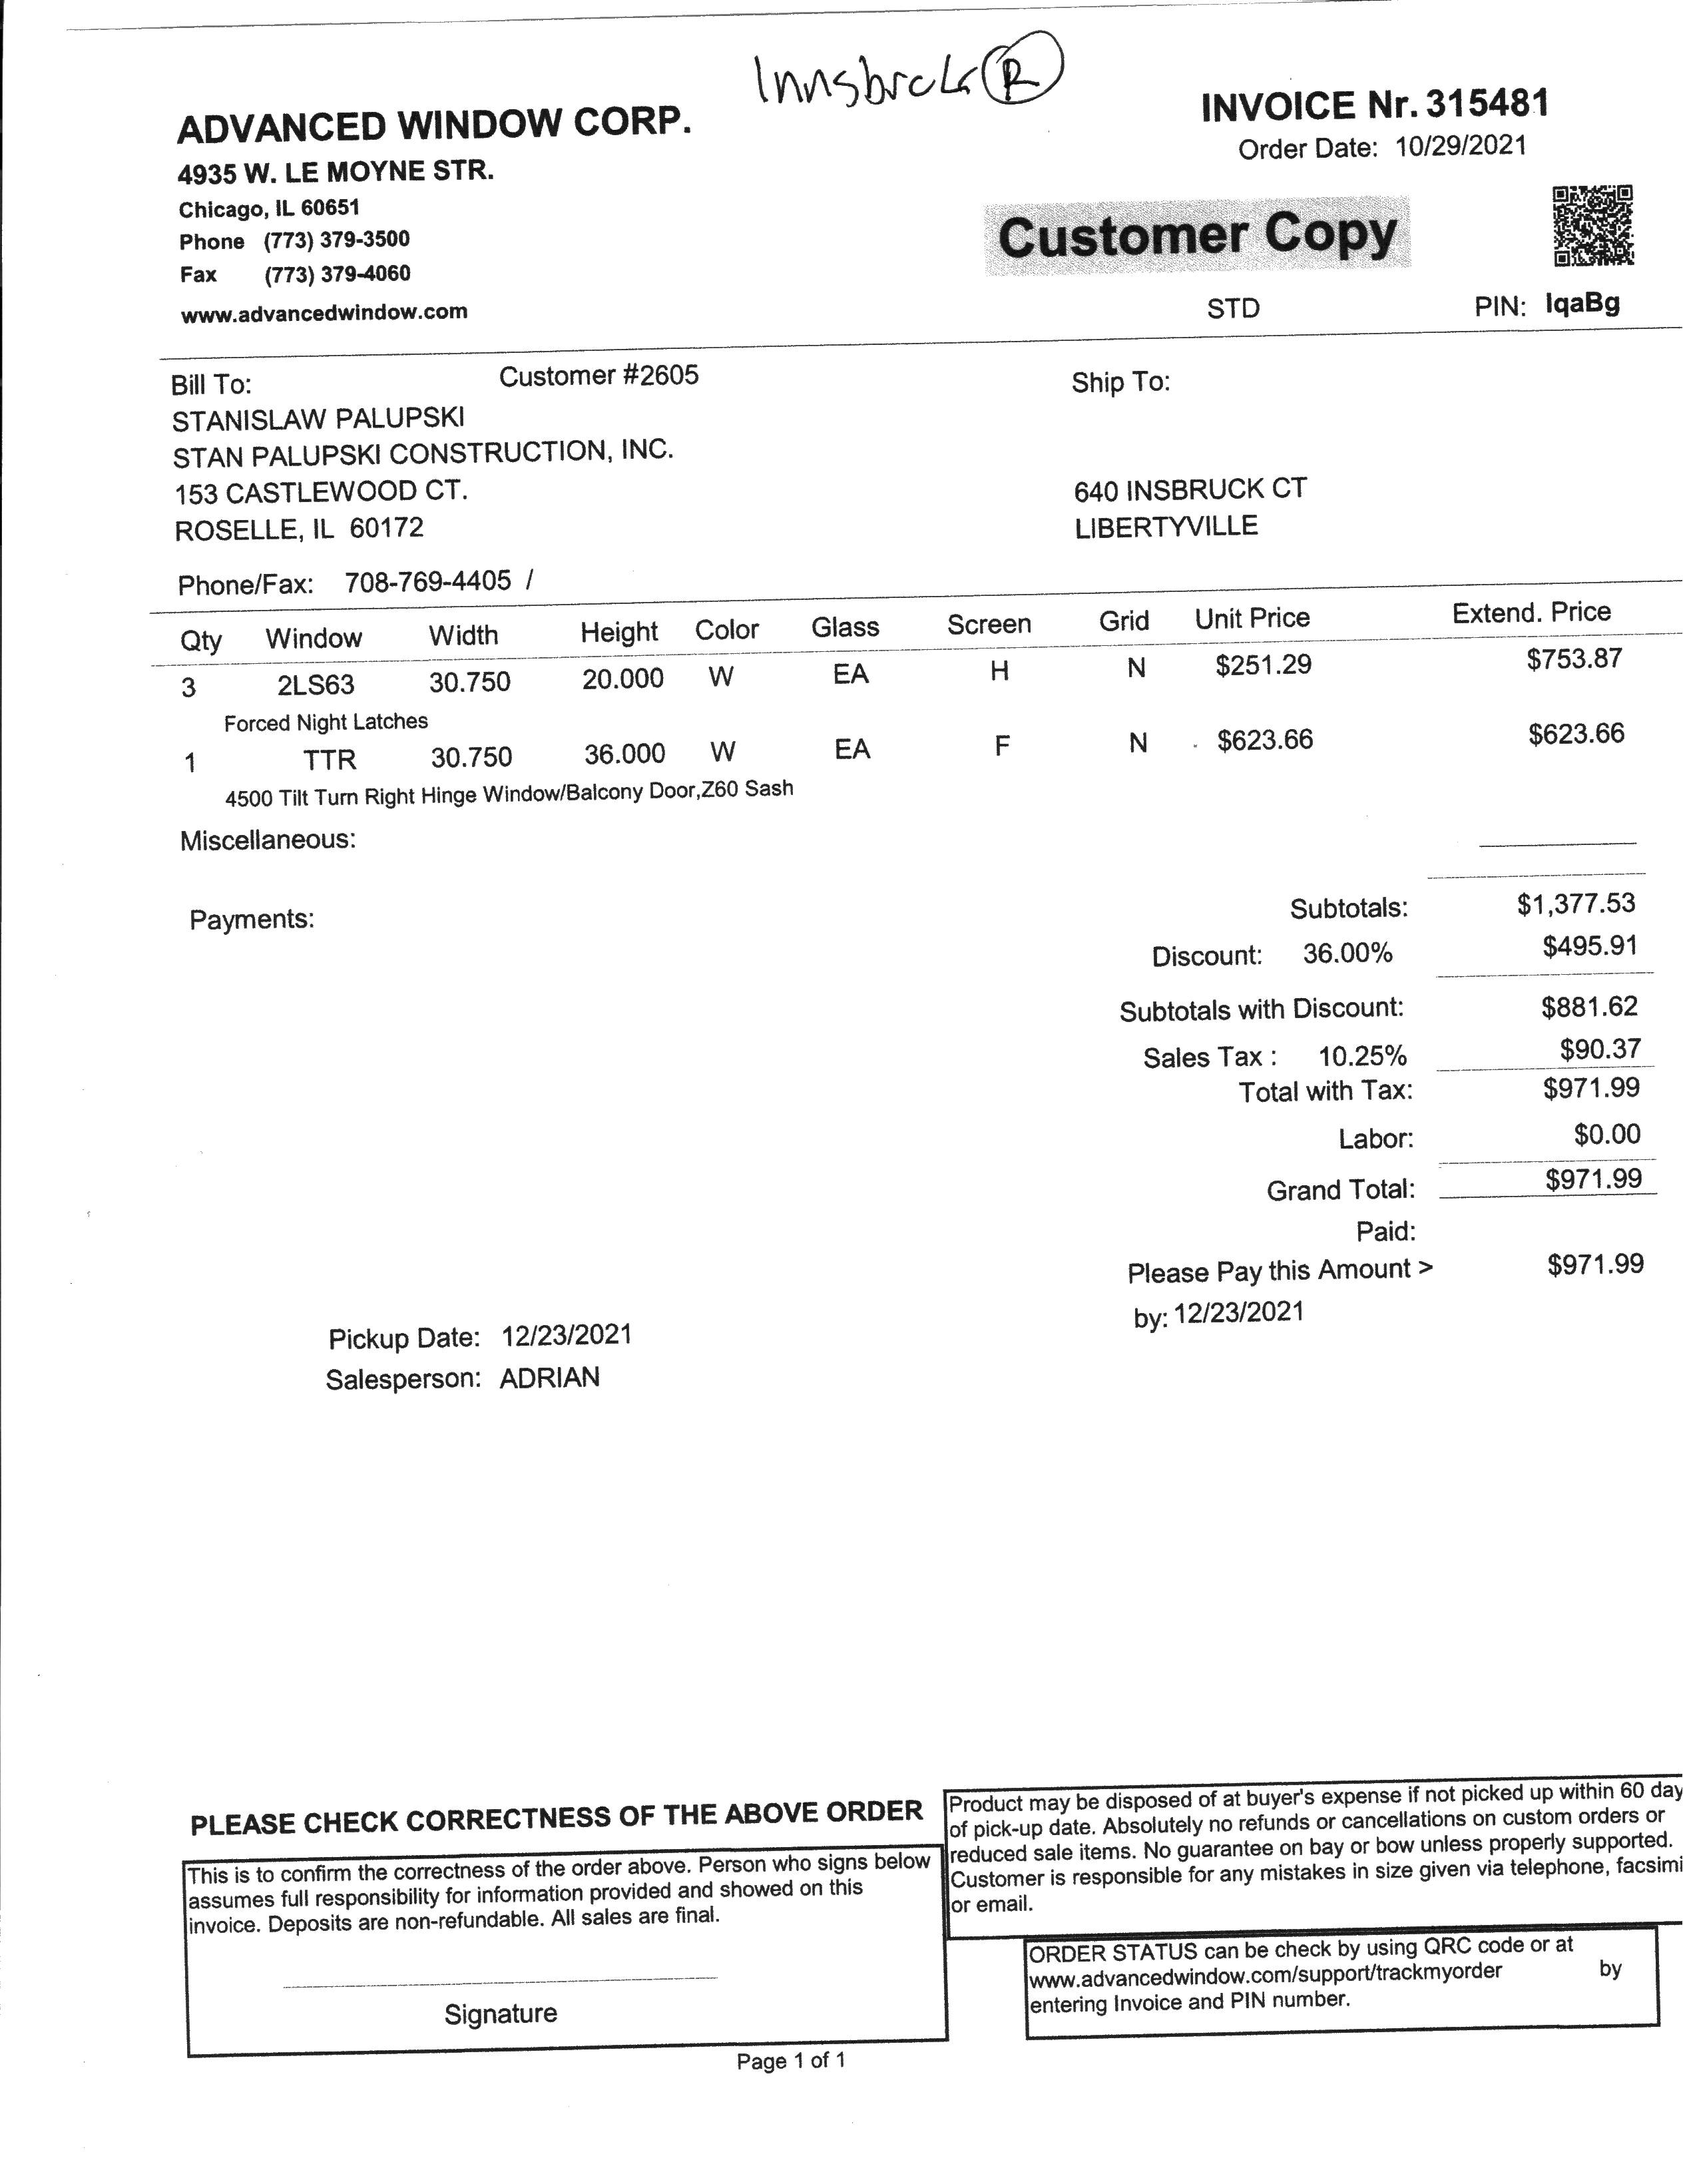 Innsbrck R
ADVANCED WINDOW CORP.
4935 W. LE MOYNE STR.
Chicago, IL 60651
Phone (773) 379-3500
Fax (773) 379-4060
www.advancedwindow.com
INVOICE Nr. 315481
Order Date: 10/29/2021
Customer Copy
STD PIN: IqaBg
Bill To: Customer #2605
STANISLAW PALUPSKI
STAN PALUPSKI CONSTRUCTION, INC.
153 CASTLEWOOD CT.
ROSELLE, IL 60172
Phone/Fax: 708-769-4405 /
Ship To:
640 INSBRUCK CT
LIBERTYVILLE
Qty Window Width Height Color Glass Screen Grid Unit Price Extend. Price
3 2LS63 30.750 20.000 W EA H N $251.29 $753.87
Forced Night Latches
1 TTR 30.750 36.000 W EA F N $623.66 $623.66
4500 Tilt Turn Right Hinge Window/Balcony Door,Z60 Sash
Miscellaneous:
Payments:
Subtotals: $1,377.53
Discount: 36.00% $495.91
Subtotals with Discount: $881.62
Sales Tax : 10.25% $90.37
Total with Tax: $971.99
Labor: $0.00
Grand Total: $971.99
Paid:
Please Pay this Amount > $971.99
by: 12/23/2021
Pickup Date: 12/23/2021
Salesperson: ADRIAN
PLEASE CHECK CORRECTNESS OF THE ABOVE ORDER
This is to confirm the correctness of the order above. Person who signs below
assumes full responsibility for information provided and showed on this
invoice. Deposits are non-refundable. All sales are final.
Signature
Product may be disposed of at buyer's expense if not picked up within 60 day
of pick-up date. Absolutely no refunds or cancellations on custom orders or
reduced sale items. No guarantee on bay or bow unless properly supported.
Customer is responsible for any mistakes in size given via telephone, facsimi
or email.
ORDER STATUS can be check by using QRC code or at
www.advancedwindow.com/support/trackmyorder by
entering Invoice and PIN number.
Page 1 of 1